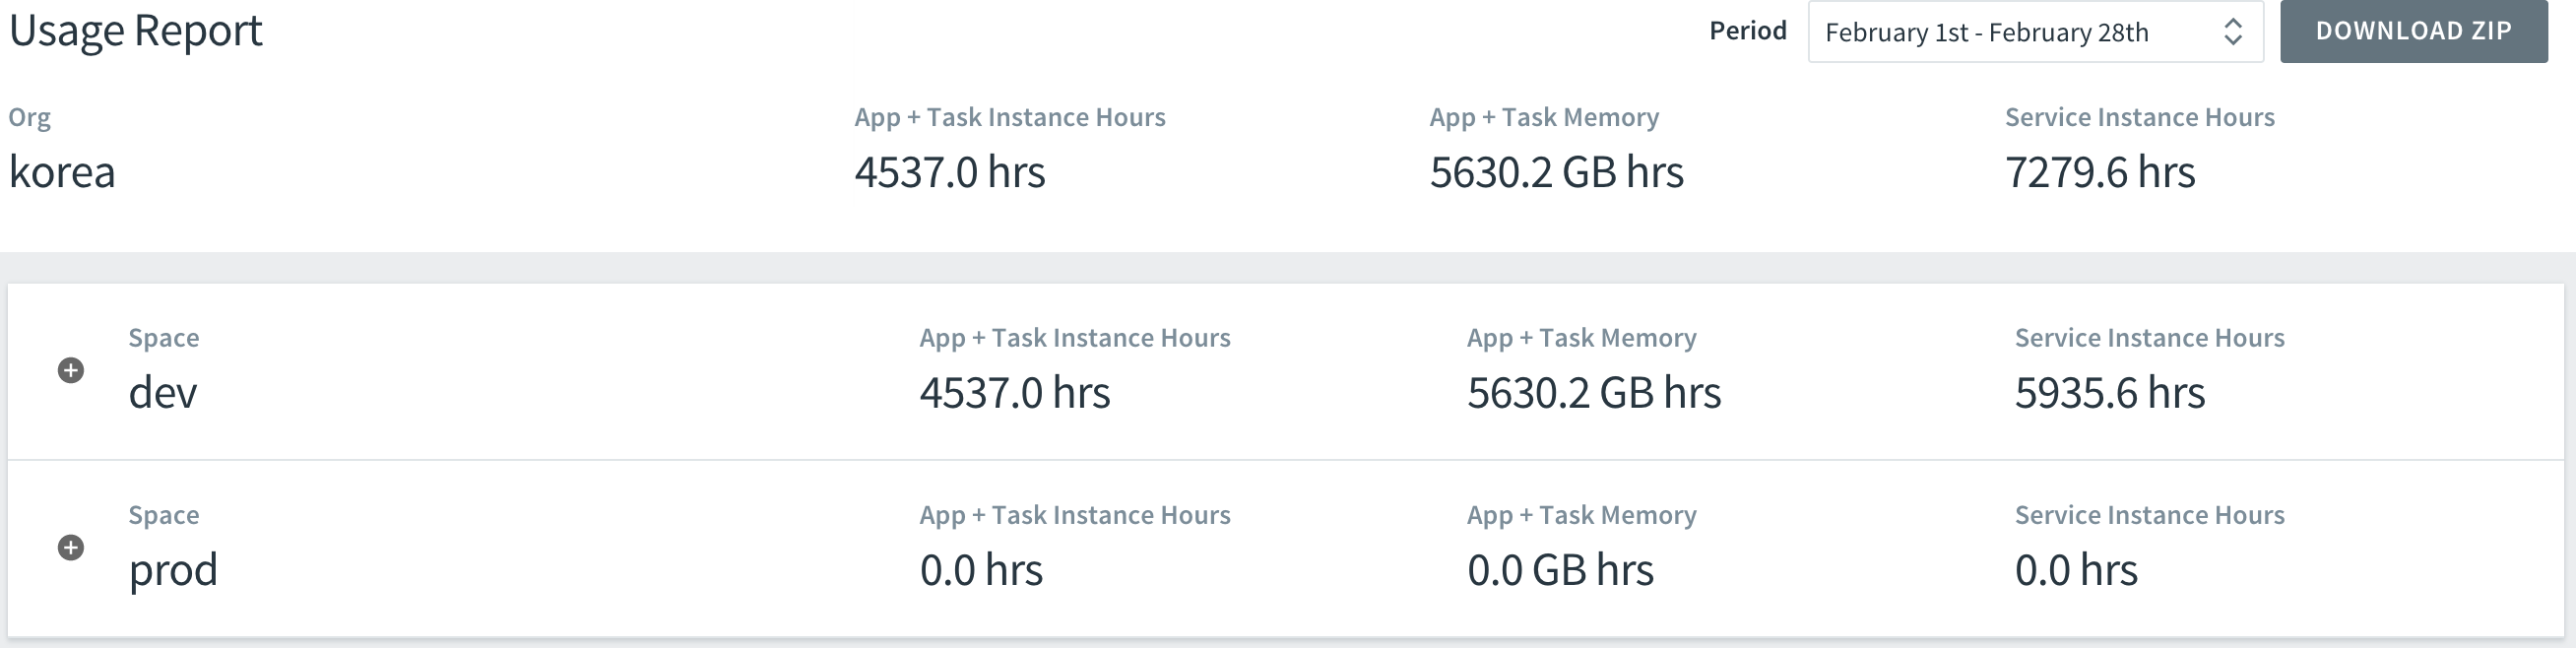 Usage Report
Period February 1st - February 28th DOWNLOAD ZIP
Org App + Task Instance Hours App + Task Memory Service Instance Hours
korea 4537.0 hrs 5630.2 GB hrs 7279.6 hrs
Space App + Task Instance Hours App + Task Memory Service Instance Hours
dev 4537.0 hrs 5630.2 GB hrs 5935.6 hrs
Space App + Task Instance Hours App + Task Memory Service Instance Hours
prod 0.0 hrs 0.0 GB hrs 0.0 hrs